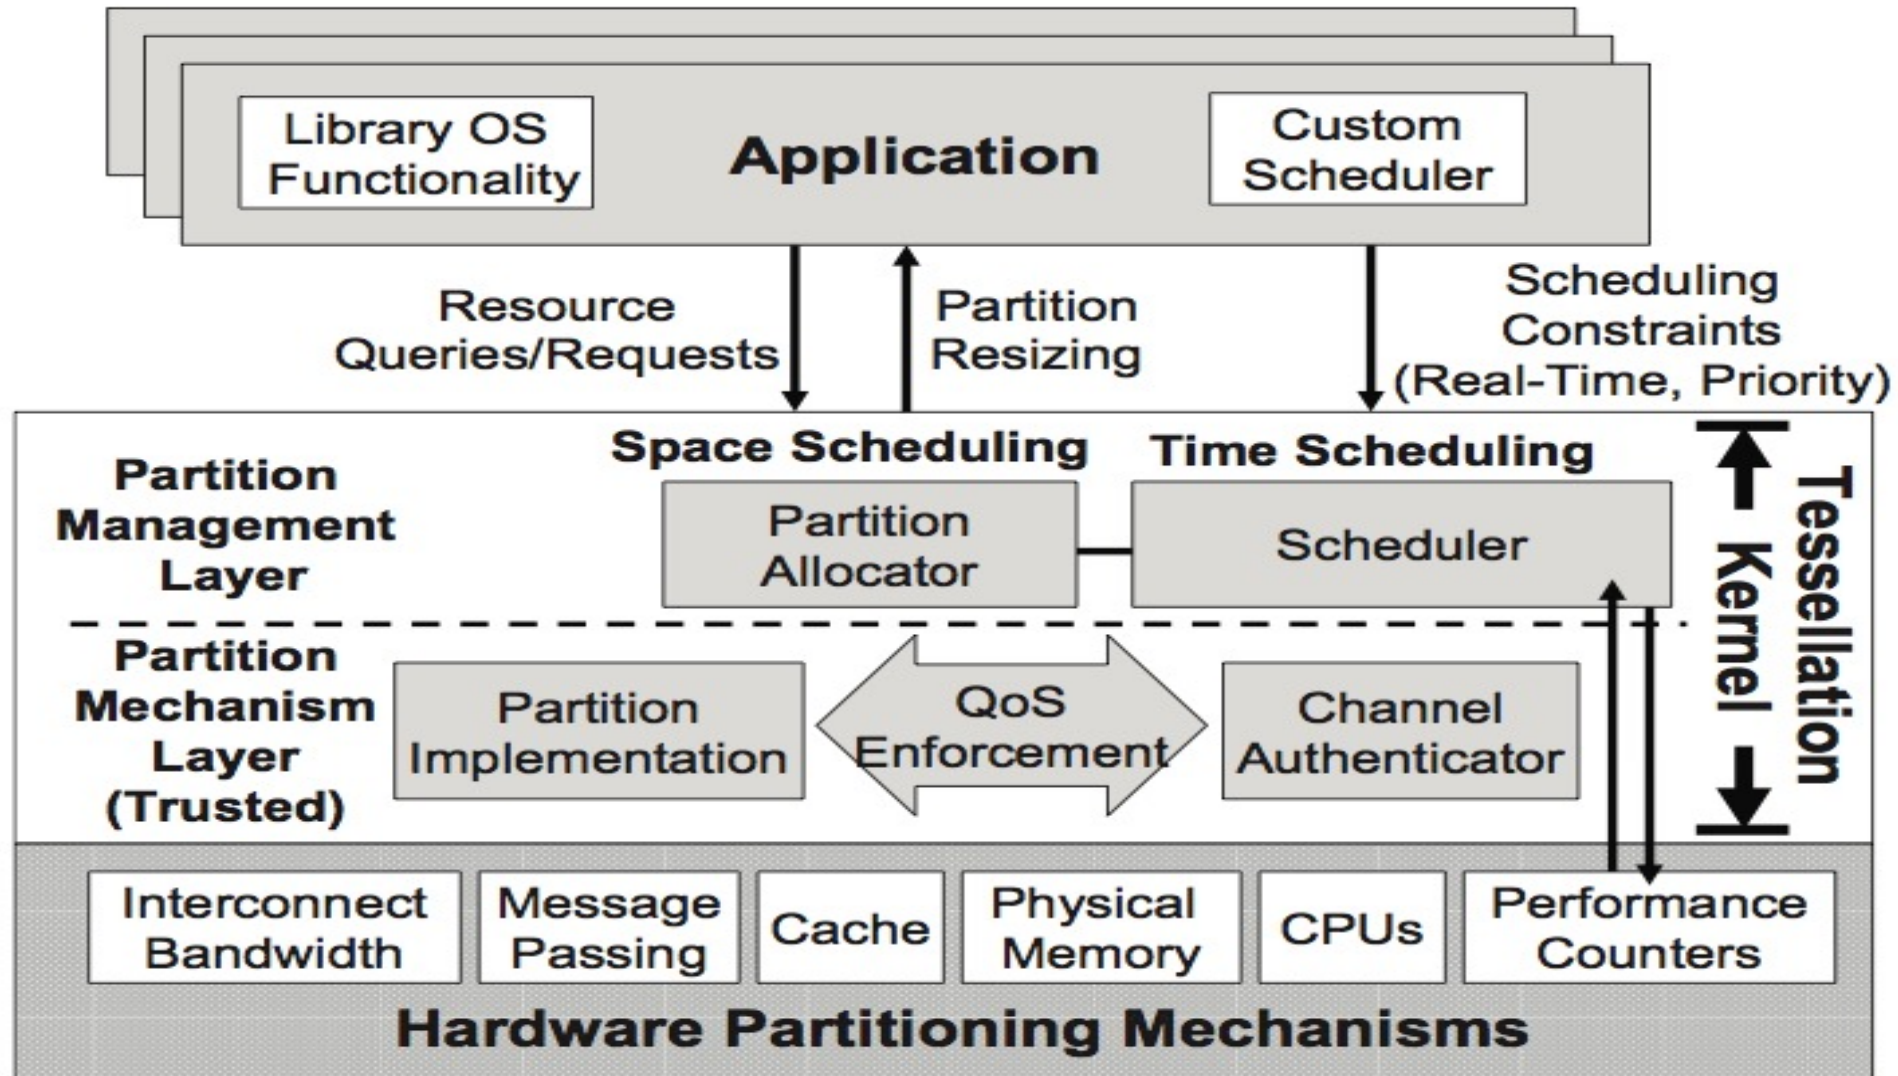 Library OS
Functionality
Application
Custom
Scheduler
Resource
Queries/Requests
Partition
Resizing
Scheduling
Constraints
(Real-Time, Priority)
Partition
Management
Layer
Space Scheduling
Partition
Allocator
Time Scheduling
Scheduler
Partition
Mechanism
Layer
(Trusted)
Partition
Implementation
QoS
Enforcement
Channel
Authenticator
Tessellation
Kernel
Interconnect
Bandwidth
Message
Passing
Cache
Physical
Memory
CPUs
Performance
Counters
Hardware Partitioning Mechanisms